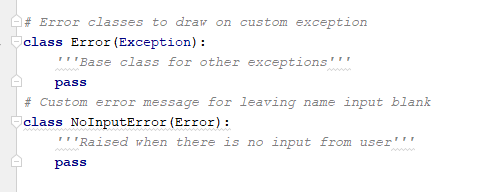 # Error classes to draw on custom exception
class Error(Exception):
    '''Base class for other exceptions'''
    pass
# Custom error message for leaving name input blank
class NoInputError(Error):
    '''Raised when there is no input from user'''
    pass